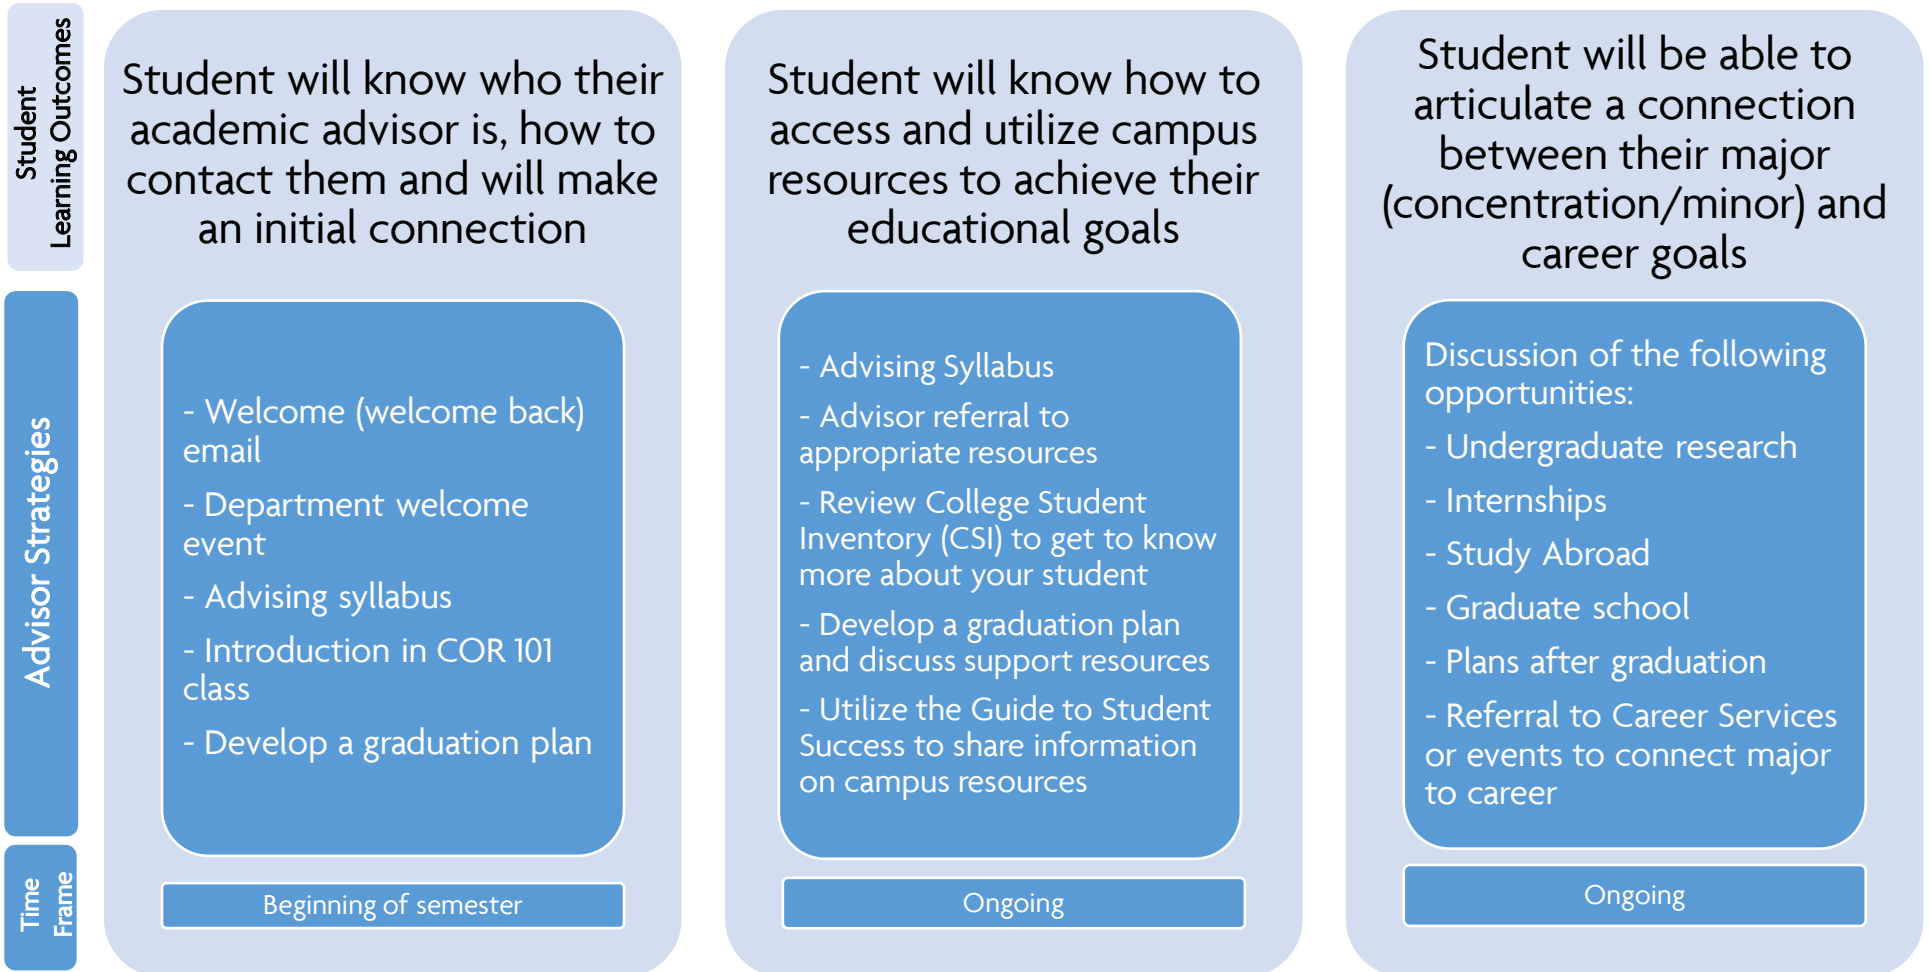 Student
Learning Outcomes
Student will know who their
academic advisor is, how to
contact them and will make
an initial connection
Student will know how to
access and utilize campus
resources to achieve their
educational goals
Student will be able to
articulate a connection
between their major
(concentration/minor) and
career goals
Advisor Strategies
- Welcome (welcome back)
email
- Department welcome
event
- Advising syllabus
- Introduction in COR 101
class
- Develop a graduation plan
- Advising Syllabus
- Advisor referral to
appropriate resources
- Review College Student
Inventory (CSI) to get to know
more about your student
- Develop a graduation plan
and discuss support resources
- Utilize the Guide to Student
Success to share information
on campus resources
Discussion of the following
opportunities:
- Undergraduate research
- Internships
- Study Abroad
- Graduate school
- Plans after graduation
- Referral to Career Services
or events to connect major
to career
Time
Frame
Beginning of semester
Ongoing
Ongoing